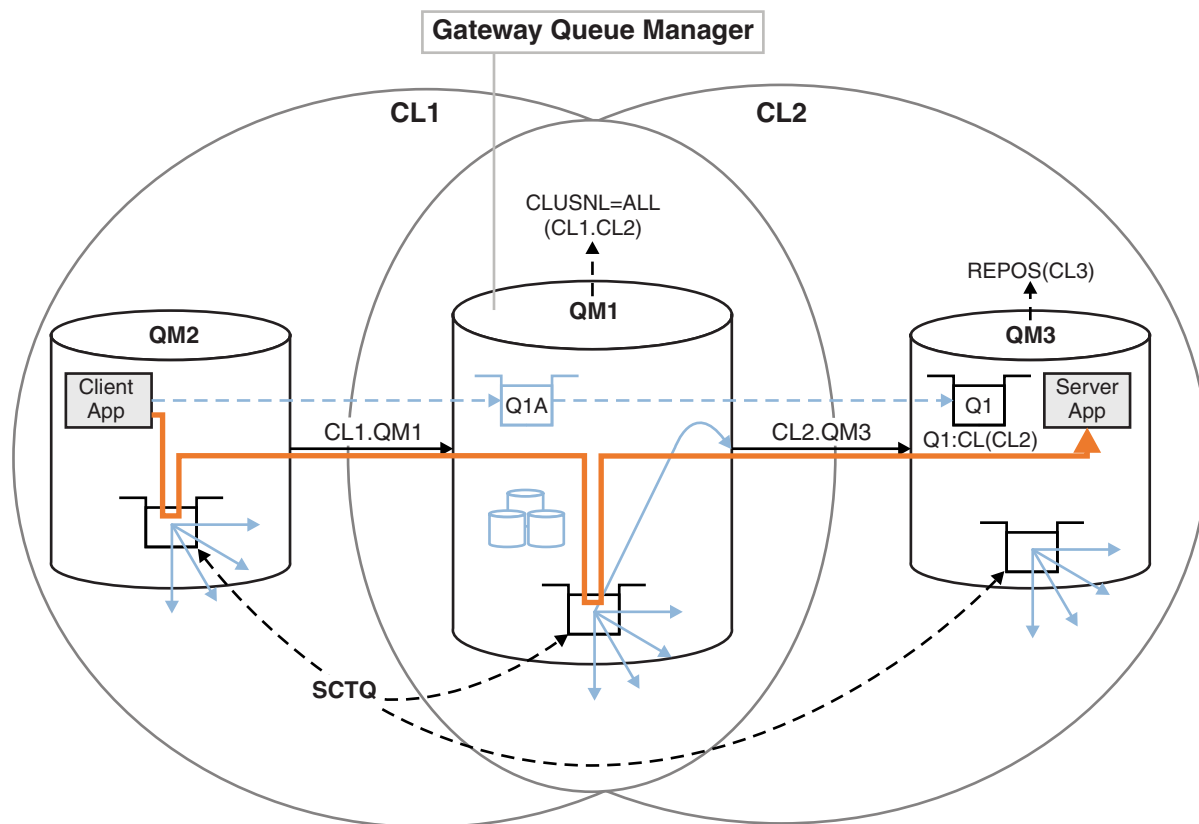 Gateway Queue Manager
CL1
CL2
CLUSNL=ALL
(CL1.CL2)
REPOS(CL3)
QM2
QM1
QM3
Client
App
Q1A
Q1
Server
App
CL1.QM1
CL2.QM3
Q1:CL(CL2)
SCTQ